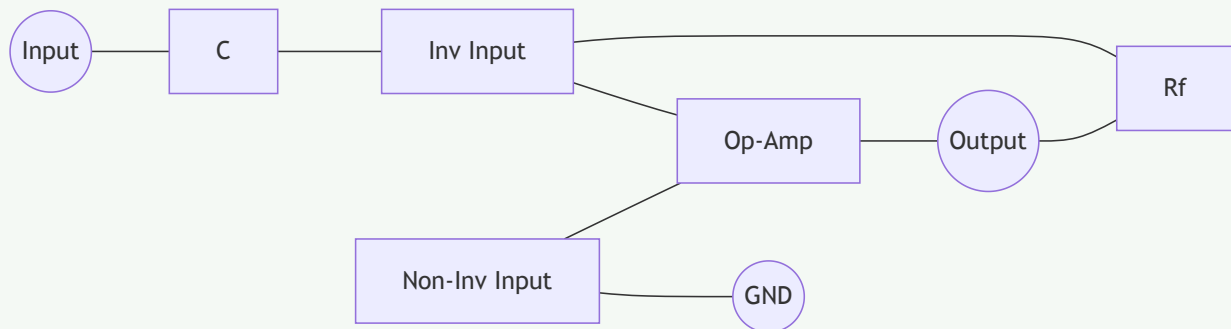 Input
C
Inv Input
Rf
Op-Amp
Output
Non-Inv Input
GND